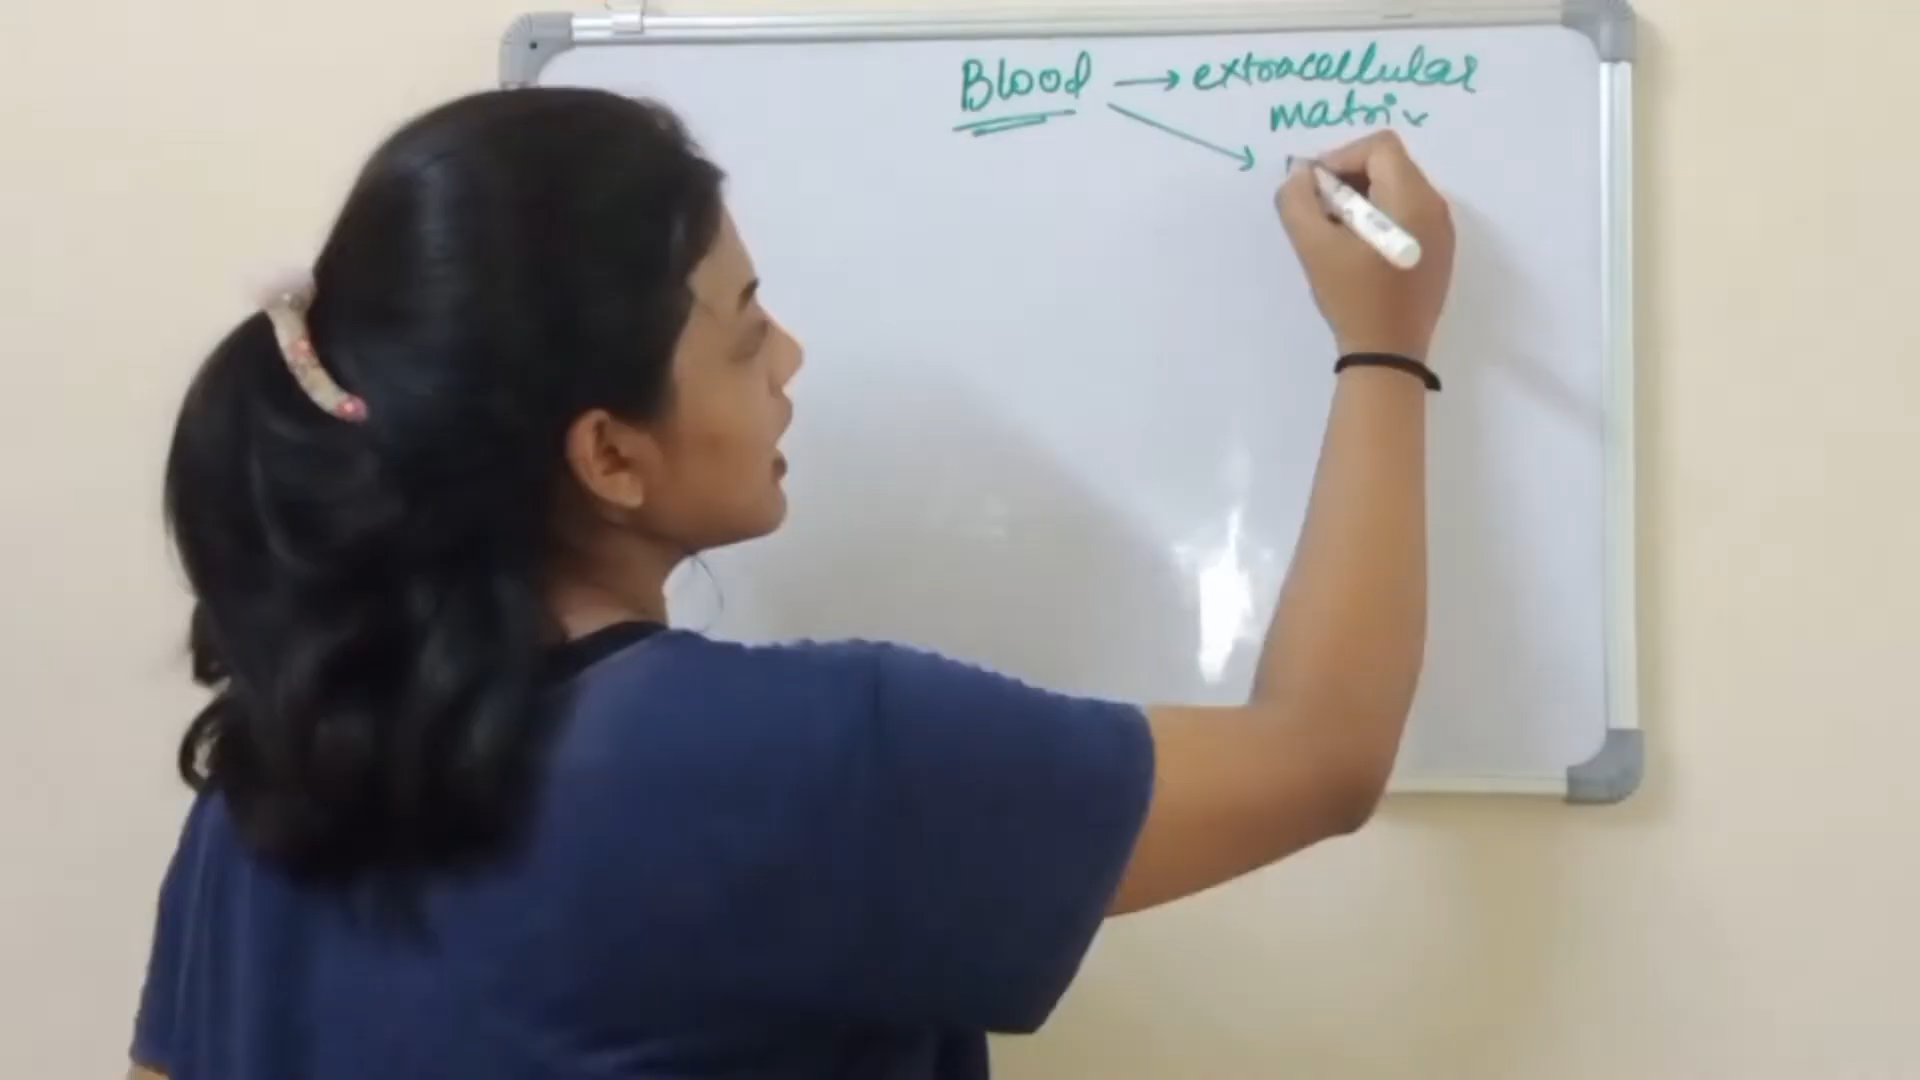 Blood → extracellular
matrix